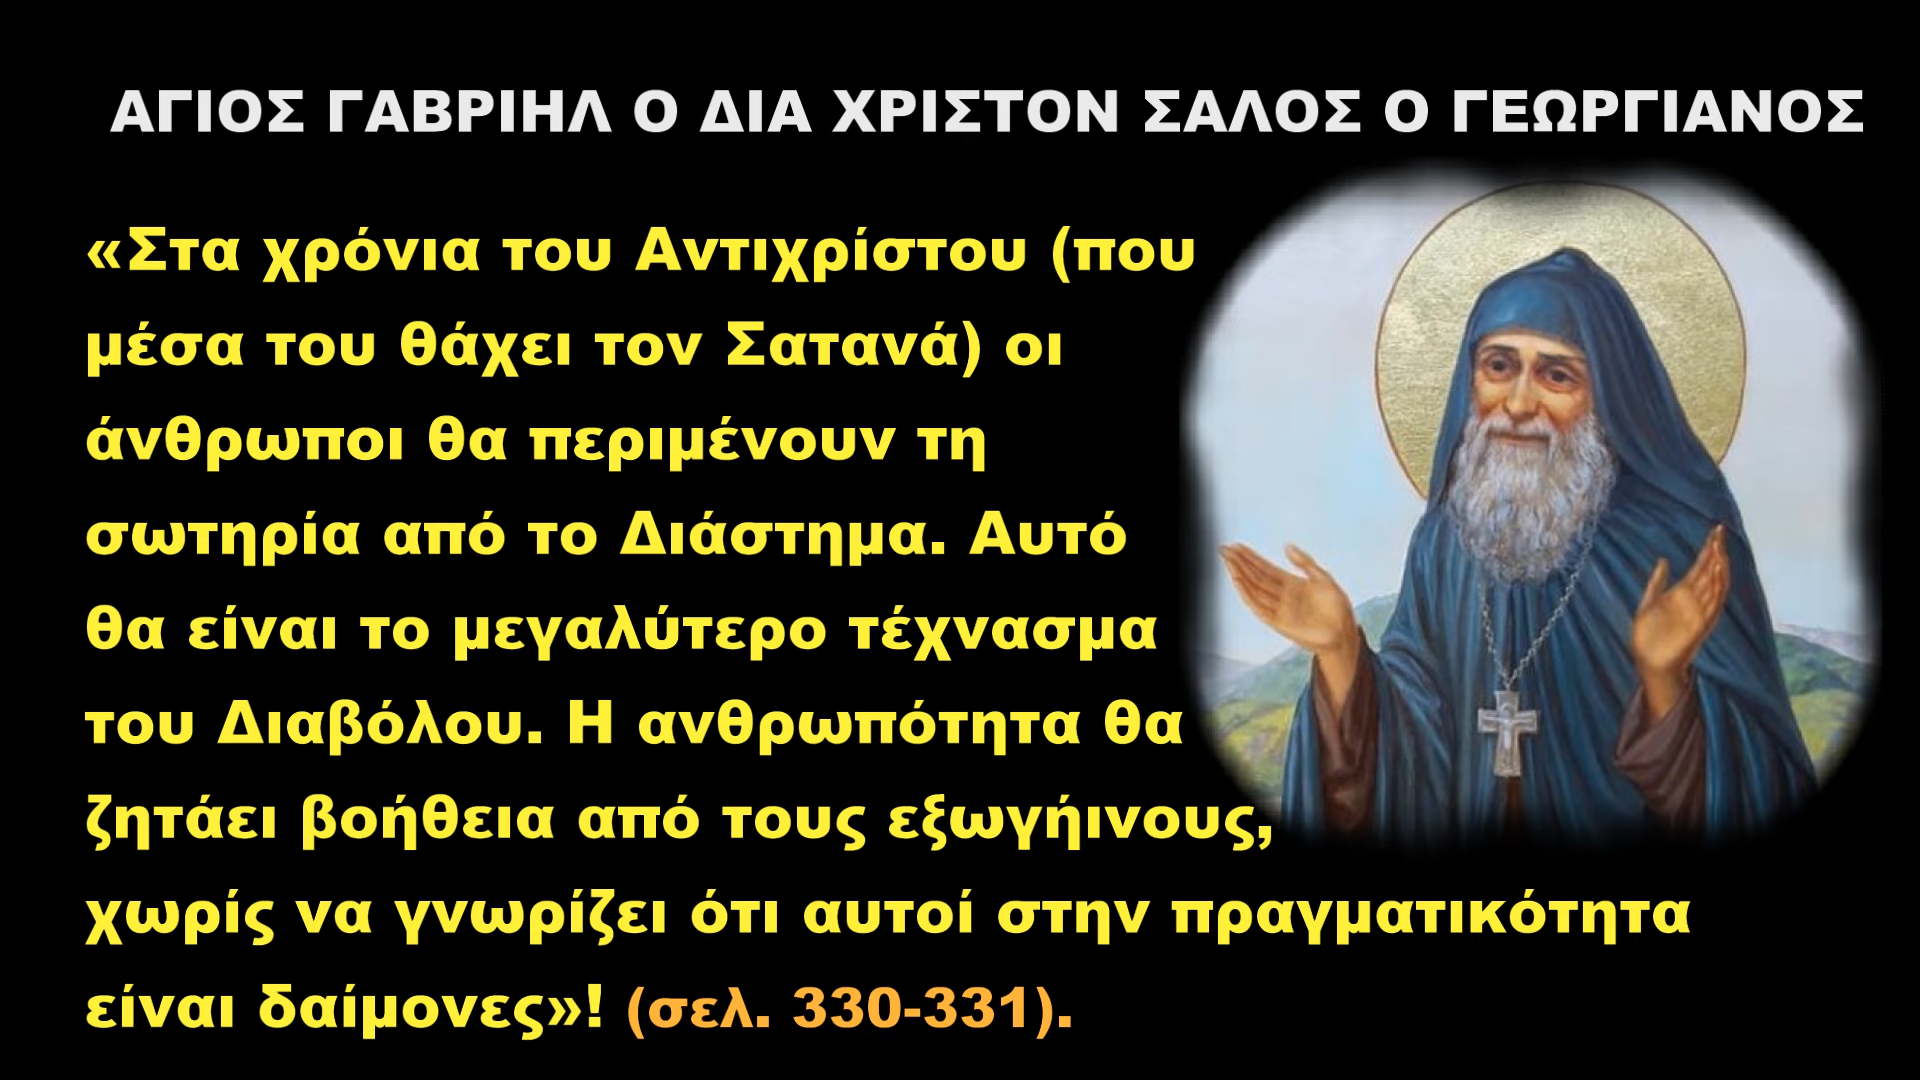 ΑΓΙΟΣ ΓΑΒΡΙΗΛ Ο ΔΙΑ ΧΡΙΣΤΟΝ ΣΑΛΟΣ Ο ΓΕΩΡΓΙΑΝΟΣ
«Στα χρόνια του Αντιχρίστου (που
μέσα του θάχει τον Σατανά) οι
άνθρωποι θα περιμένουν τη
σωτηρία από το Διάστημα. Αυτό
θα είναι το μεγαλύτερο τέχνασμα
του Διαβόλου. Η ανθρωπότητα θα
ζητάει βοήθεια από τους εξωγήινους,
χωρίς να γνωρίζει ότι αυτοί στην πραγματικότητα
είναι δαίμονες»! (σελ. 330-331).